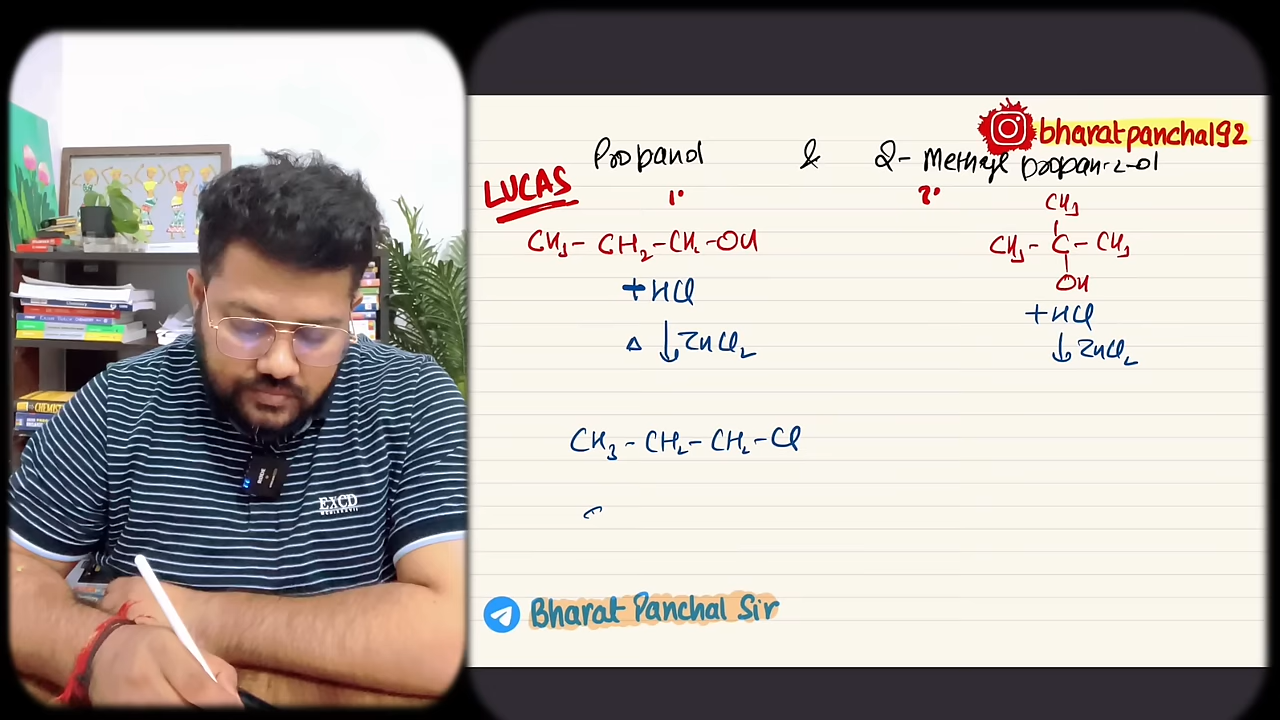 bharatpanchal92
Propanol & 2- Methyl propan-2-ol
LUCAS 1° 3°
CH3
CH3- CH2-CH2-OH CH3- C- CH3
OH
+HCl +HCl
Δ ↓ZnCl2 ↓ZnCl2
CH3-CH2-CH2-Cl
EXCD
Bharat Panchal Sir